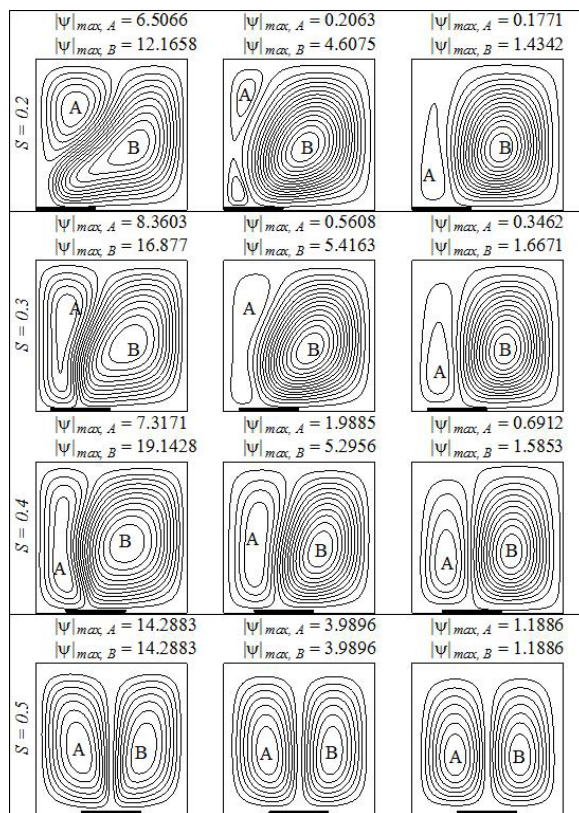 |Ψ|max, A = 6.5066 |Ψ|max, A = 0.2063 |Ψ|max, A = 0.1771
|Ψ|max, B = 12.1658 |Ψ|max, B = 4.6075 |Ψ|max, B = 1.4342
S = 0.2
A B A B A B
|Ψ|max, A = 8.3603 |Ψ|max, A = 0.5608 |Ψ|max, A = 0.3462
|Ψ|max, B = 16.877 |Ψ|max, B = 5.4163 |Ψ|max, B = 1.6671
S = 0.3
A B A B A B
|Ψ|max, A = 7.3171 |Ψ|max, A = 1.9885 |Ψ|max, A = 0.6912
|Ψ|max, B = 19.1428 |Ψ|max, B = 5.2956 |Ψ|max, B = 1.5853
S = 0.4
A B A B A B
|Ψ|max, A = 14.2883 |Ψ|max, A = 3.9896 |Ψ|max, A = 1.1886
|Ψ|max, B = 14.2883 |Ψ|max, B = 3.9896 |Ψ|max, B = 1.1886
S = 0.5
A B A B A B